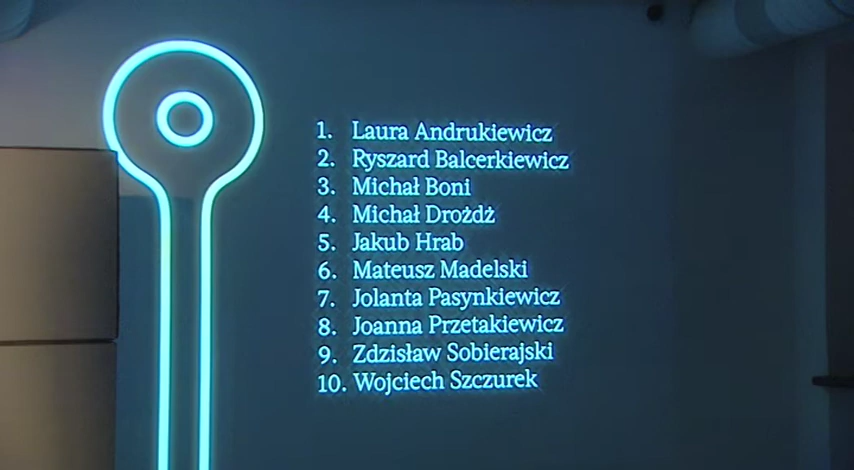 1. Laura Andrukiewicz
2. Ryszard Balcerkiewicz
3. Michał Boni
4. Michał Drożdż
5. Jakub Hrab
6. Mateusz Madelski
7. Jolanta Pasynkiewicz
8. Joanna Przetakiewicz
9. Zdzisław Sobierajski
10. Wojciech Szczurek